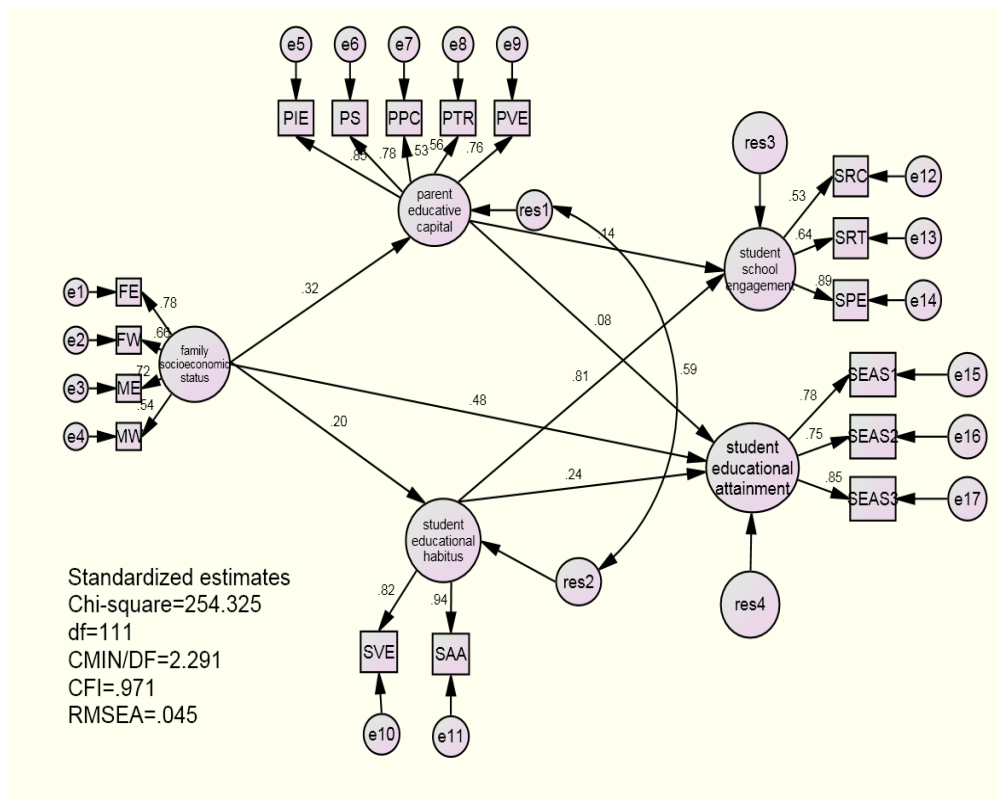 e5 e6 e7 e8 e9
PIE PS PPC PTR PVE
.85 .78 .53 .56 .76
parent
educative
capital
res1
res3
SRC e12
.53
SRT e13
.64
SPE e14
.89
student
school
engagement
.14
.32
.08
.59
.81
e1 FE .78
e2 FW .66
e3 ME .72
e4 MW .54
family
socioeconomic
status
.48
.20
.24
SEAS1 e15
.78
SEAS2 e16
.75
SEAS3 e17
.85
student
educational
attainment
student
educational
habitus
res2
res4
.82 .94
SVE SAA
e10 e11
Standardized estimates
Chi-square=254.325
df=111
CMIN/DF=2.291
CFI=.971
RMSEA=.045